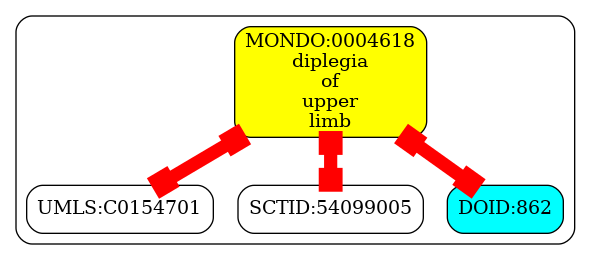 MONDO:0004618
diplegia
of
upper
limb
UMLS:C0154701
SCTID:54099005
DOID:862